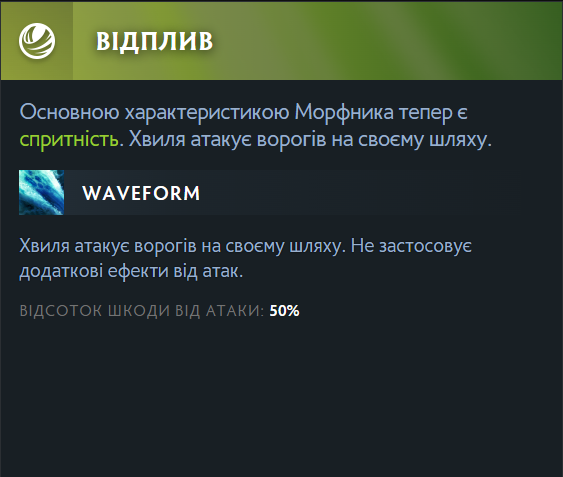 ВІДПЛИВ
Основною характеристикою Морфника тепер є
спритність. Хвиля атакує ворогів на своєму шляху.
WAVEFORM
Хвиля атакує ворогів на своєму шляху. Не застосовує
додаткові ефекти від атак.
ВІДСОТОК ШКОДИ ВІД АТАКИ: 50%